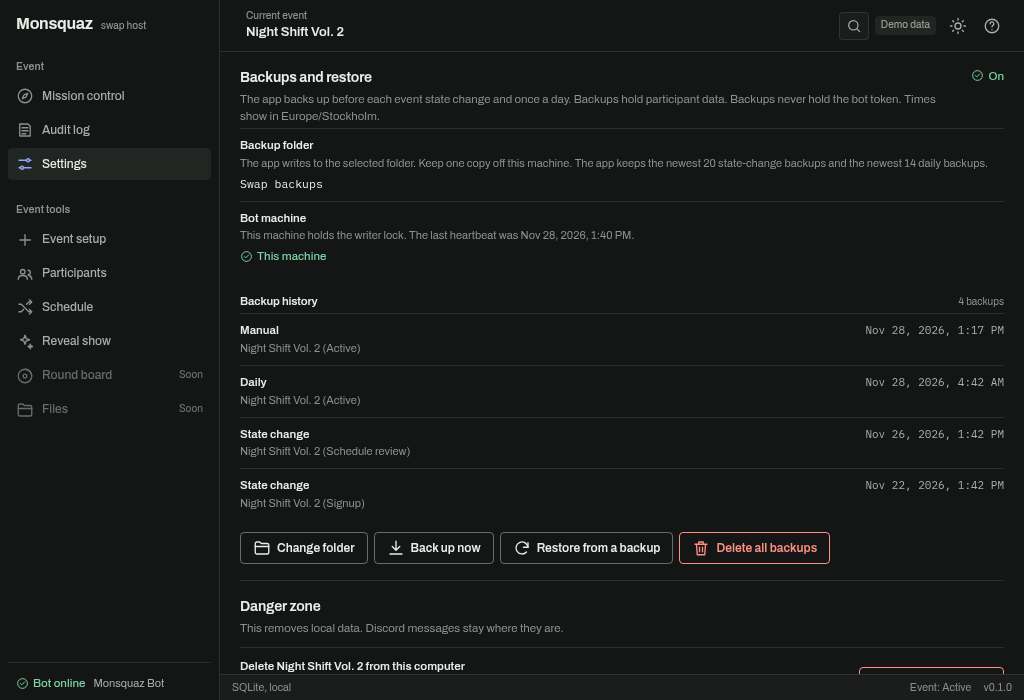 Monsquaz swap host
Event
Mission control
Audit log
Settings
Event tools
Event setup
Participants
Schedule
Reveal show
Round board Soon
Files Soon
Bot online Monsquaz Bot
Current event
Night Shift Vol. 2
Demo data
Backups and restore
On
The app backs up before each event state change and once a day. Backups hold participant data. Backups never hold the bot token. Times
show in Europe/Stockholm.
Backup folder
The app writes to the selected folder. Keep one copy off this machine. The app keeps the newest 20 state-change backups and the newest 14 daily backups.
Swap backups
Bot machine
This machine holds the writer lock. The last heartbeat was Nov 28, 2026, 1:40 PM.
This machine
Backup history 4 backups
Manual Nov 28, 2026, 1:17 PM
Night Shift Vol. 2 (Active)
Daily Nov 28, 2026, 4:42 AM
Night Shift Vol. 2 (Active)
State change Nov 26, 2026, 1:42 PM
Night Shift Vol. 2 (Schedule review)
State change Nov 22, 2026, 1:42 PM
Night Shift Vol. 2 (Signup)
Change folder Back up now Restore from a backup Delete all backups
Danger zone
This removes local data. Discord messages stay where they are.
Delete Night Shift Vol. 2 from this computer
SQLite, local Event: Active v0.1.0